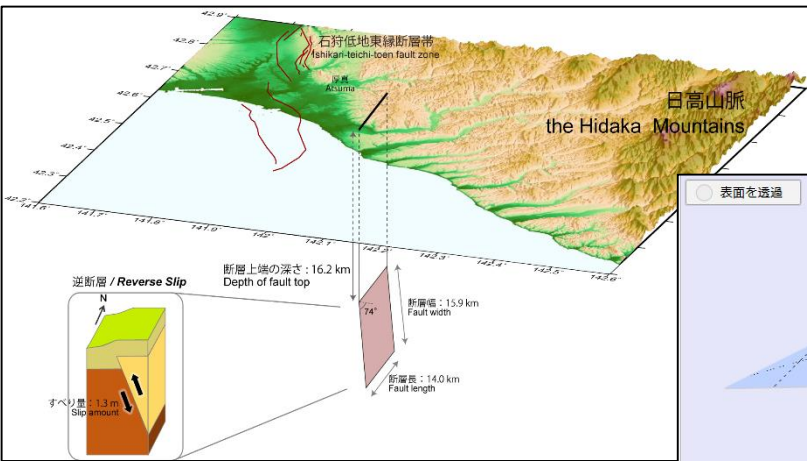 42.9°
42.8°
42.7°
42.6°
42.5°
42.4°
42.3°
石狩低地東縁断層帯
Ishikari-teichi-toen fault zone
厚真
Atsuma
日高山脈
the Hidaka Mountains
141.6°
141.7°
141.8°
141.9°
142°
142.1°
142.2°
142.3°
142.4°
142.5°
142.6°
表面を透過
断層上端の深さ：16.2 km
Depth of fault top
逆断層 / Reverse Slip
N
74°
断層幅：15.9 km
Fault width
すべり量：1.3 m
Slip amount
断層長：14.0 km
Fault length